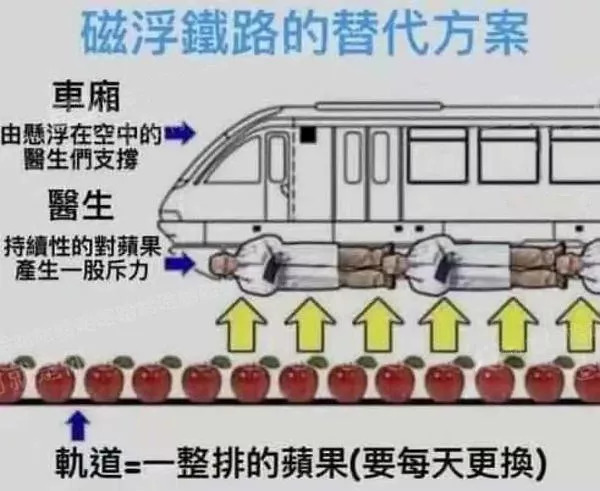 磁浮鐵路的替代方案
車廂
由懸浮在空中的
醫生們支撐
醫生
持續性的對蘋果
產生一股斥力
軌道=一整排的蘋果(要每天更換)